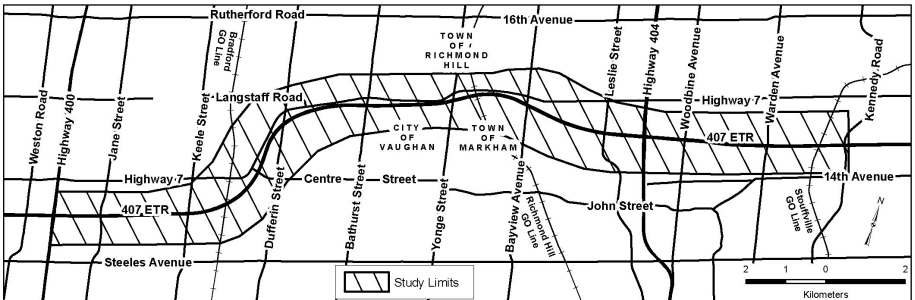 Rutherford Road
16th Avenue
Bradford
GO Line
TOWN
OF
RICHMOND
HILL
Leslie Street
Highway 404
Woodbine Avenue
Warden Avenue
Kennedy Road
Weston Road
Highway 400
Jane Street
Keele Street
Langstaff Road
Highway 7
CITY
OF
VAUGHAN
TOWN
OF
MARKHAM
407 ETR
Highway 7
Centre Street
14th Avenue
407 ETR
Dufferin Street
Bathurst Street
Yonge Street
Bayview Avenue
Richmond Hill
GO Line
John Street
Stouffville
GO Line
N
Steeles Avenue
Study Limits
2 1 0 2
Kilometers